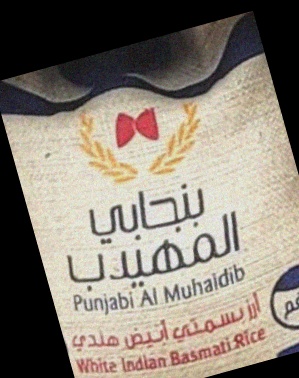 بنجابي
المهيدب
Punjabi Al Muhaidib
أرز بسمتي أبيض هندي
White Indian Basmati Rice